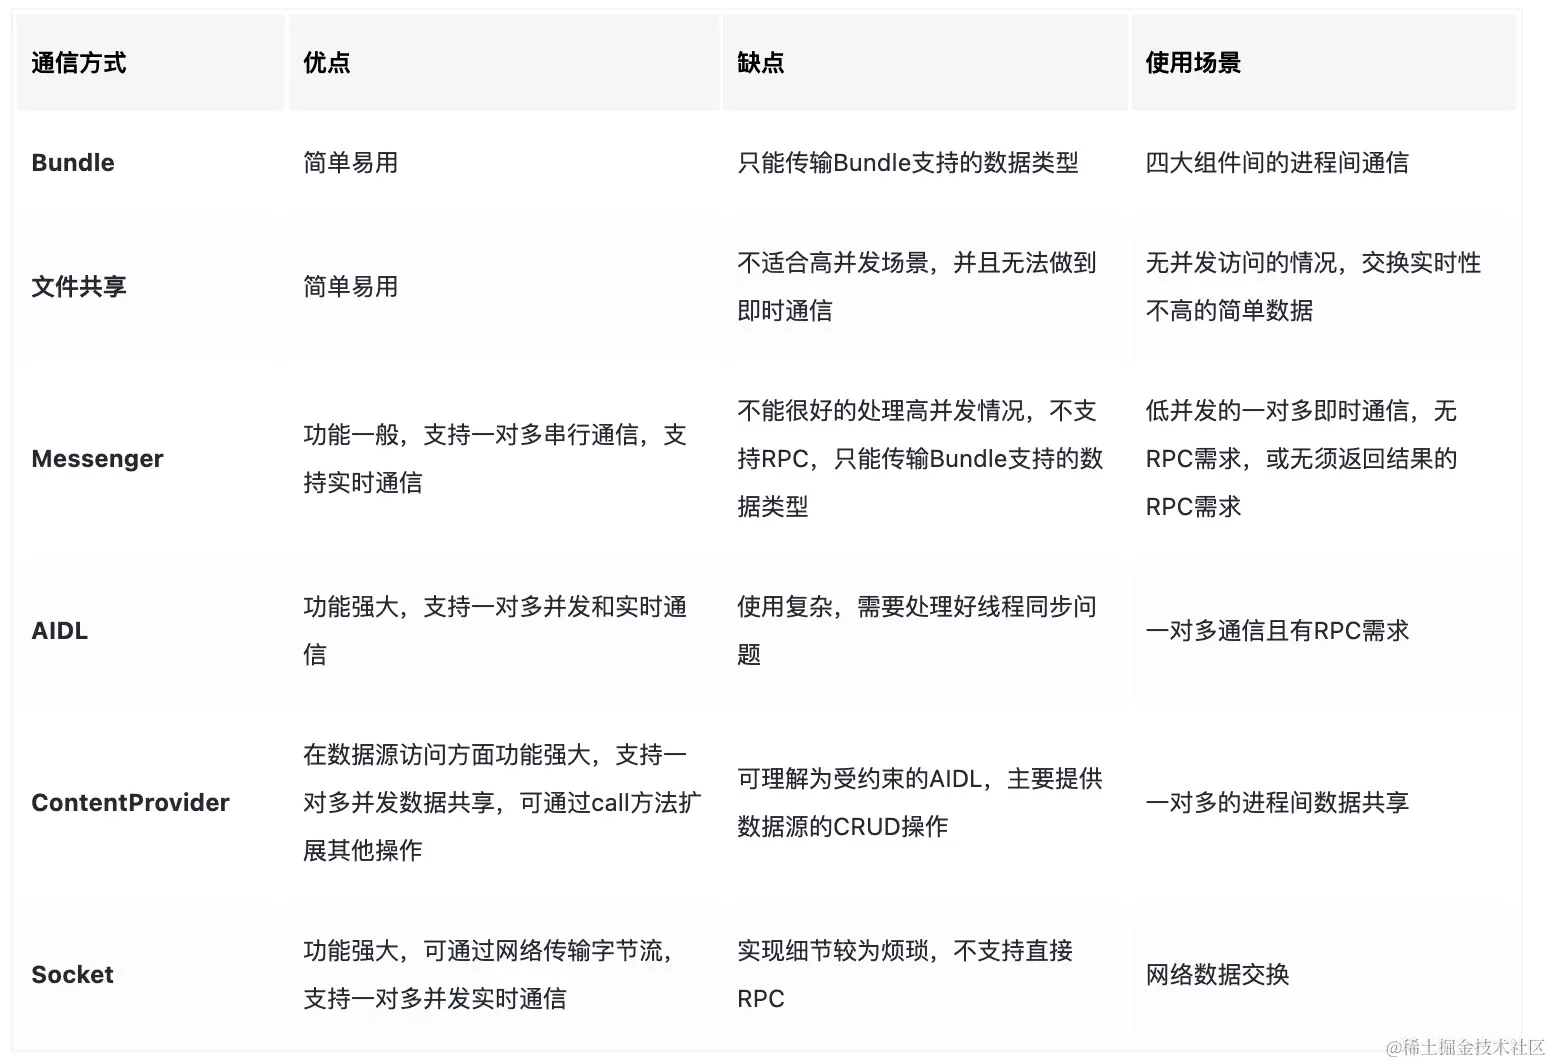 通信方式 优点 缺点 使用场景
Bundle 简单易用 只能传输Bundle支持的数据类型 四大组件间的进程间通信
文件共享 简单易用 不适合高并发场景，并且无法做到
即时通信 无并发访问的情况，交换实时性
不高的简单数据
Messenger 功能一般，支持一对多串行通信，支
持实时通信 不能很好的处理高并发情况，不支
持RPC，只能传输Bundle支持的数
据类型 低并发的一对多即时通信，无
RPC需求，或无须返回结果的
RPC需求
AIDL 功能强大，支持一对多并发和实时通
信 使用复杂，需要处理好线程同步问
题 一对多通信且有RPC需求
ContentProvider 在数据源访问方面功能强大，支持一
对多并发数据共享，可通过call方法扩
展其他操作 可理解为受约束的AIDL，主要提供
数据源的CRUD操作 一对多的进程间数据共享
Socket 功能强大，可通过网络传输字节流，
支持一对多并发实时通信 实现细节较为烦琐，不支持直接
RPC 网络数据交换
@稀土掘金技术社区